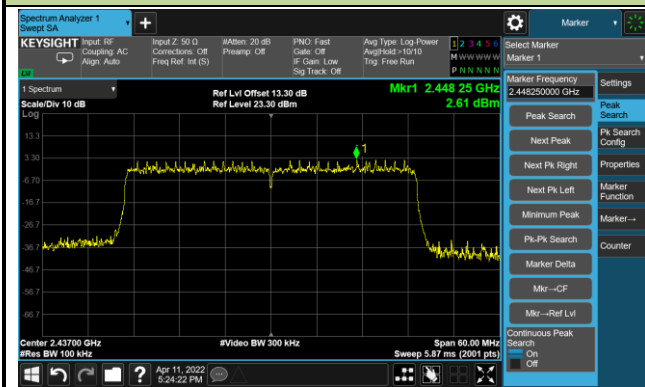 Spectrum Analyzer 1
Swept SA
+
Marker
KEYSIGHT
Input: RF
Coupling: AC
Align: Auto
Input Z: 50 Ω
Corrections: Off
Freq Ref: Int (S)
#Atten: 20 dB
Preamp: Off
PNO: Fast
Gate: Off
IF Gain: Low
Sig Track: Off
Avg Type: Log-Power
Avg|Hold:>10/10
Trig: Free Run
1 2 3 4 5 6
M W W W W W
P N N N N N
Select Marker
Marker 1
LXI
1 Spectrum
Scale/Div 10 dB
Log
Ref Lvl Offset 13.30 dB
Ref Level 23.30 dBm
Mkr1 2.448 25 GHz
2.61 dBm
13.3
3.30
-6.70
-16.7
-26.7
-36.7
-46.7
-56.7
-66.7
1
Center 2.43700 GHz
#Res BW 100 kHz
#Video BW 300 kHz
Span 60.00 MHz
Sweep 5.87 ms (2001 pts)
Marker Frequency
2.448250000 GHz
Peak Search
Next Peak
Next Pk Right
Next Pk Left
Minimum Peak
Pk-Pk Search
Marker Delta
Mkr→CF
Mkr→Ref Lvl
Continuous Peak
Search
On
Off
Settings
Peak
Search
Pk Search
Config
Properties
Marker
Function
Marker→
Counter
?
Apr 11, 2022
5:24:22 PM